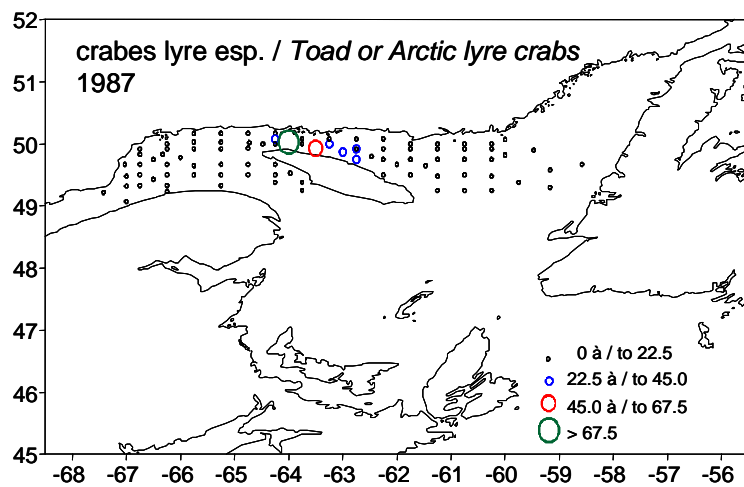 52
crabes lyre esp. / Toad or Arctic lyre crabs
51
1987
50
49
48
47
0 à / to 22.5
22.5 à / to 45.0
46
45.0 à / to 67.5
> 67.5
45
-68 -67 -66 -65 -64 -63 -62 -61 -60 -59 -58 -57 -56